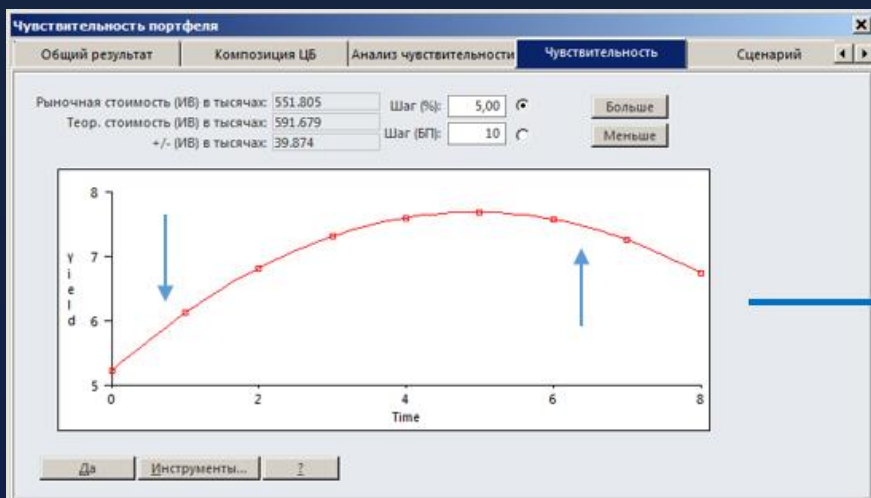 Чувствительность портфеля
Общий результат Композиция ЦБ Анализ чувствительности Чувствительность Сценарий
Рыночная стоимость (ИВ) в тысячах: 551.805 Шаг (%): 5,00 Больше
Теор. стоимость (ИВ) в тысячах: 591.679 Шаг (БП): 10 Меньше
+/- (ИВ) в тысячах: 39.874
8
7
6
5
Yield
0 2 4 6 8
Time
Да Инструменты... ?